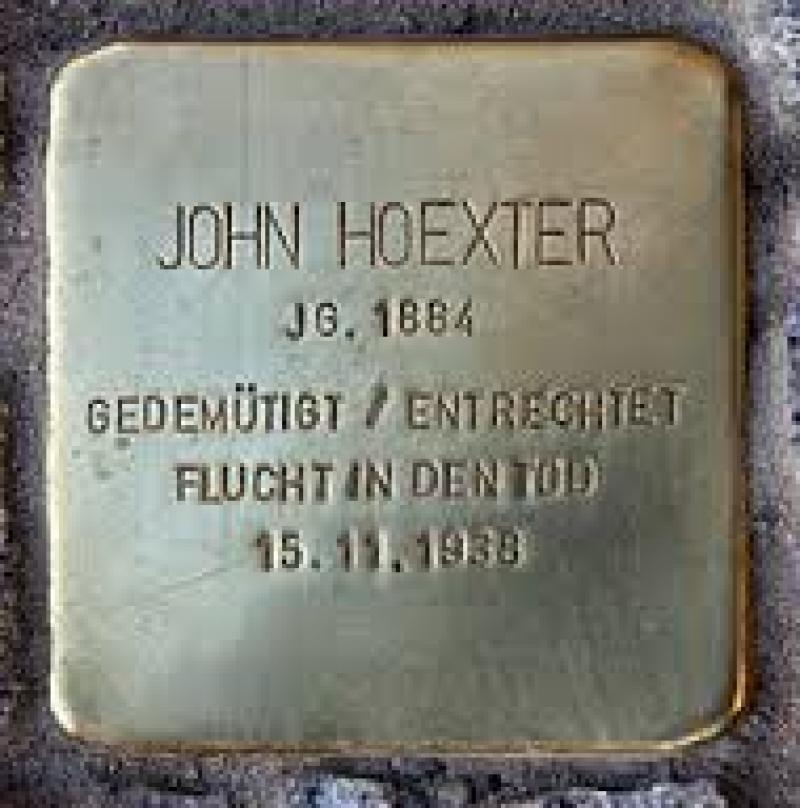 JOHN HOEXTER
JG. 1884
GEDEMÜTIGT / ENTRECHTET
FLUCHT IN DEN TOD
15.11.1938